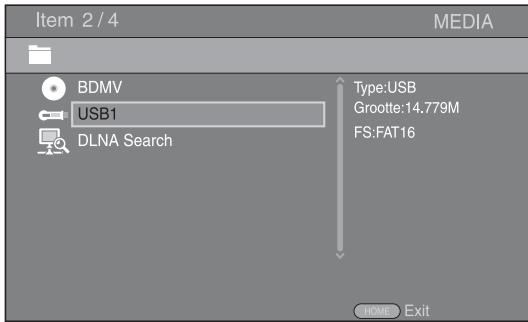 Item 2 / 4
MEDIA
BDMV
USB1
DLNA Search
Type:USB
Grootte:14.779M
FS:FAT16
HOME Exit